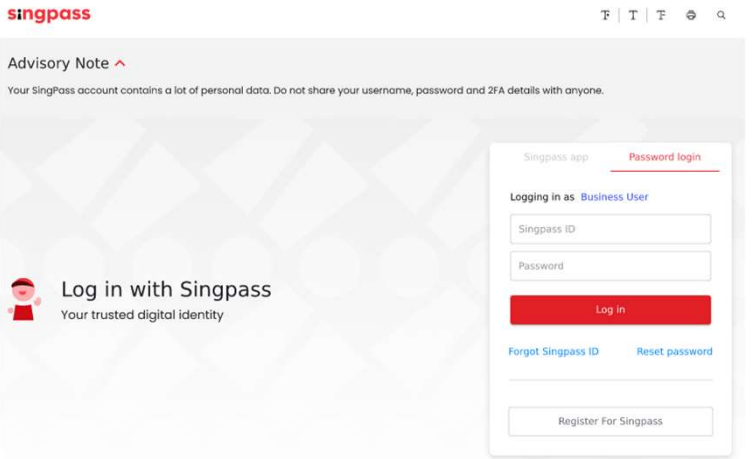 singpass
T T T
Advisory Note
Your SingPass account contains a lot of personal data. Do not share your username, password and 2FA details with anyone.
Singpass app Password login
Logging in as Business User
Singpass ID
Password
Log in with Singpass
Your trusted digital identity
Log in
Forgot Singpass ID Reset password
Register For Singpass